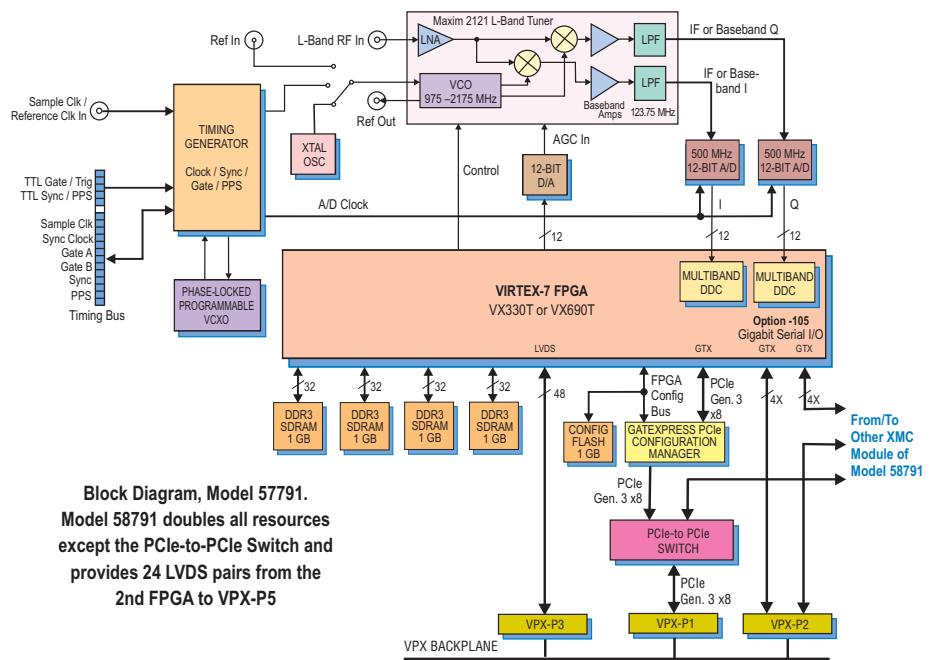 Maxim 2121 L-Band Tuner
Ref In
L-Band RF In
LNA
LPF
IF or Baseband Q
VCO
975 –2175 MHz
LPF
IF or Base-
band I
Baseband
Amps
123.75 MHz
Ref Out
Sample Clk /
Reference Clk In
TIMING
GENERATOR
Clock / Sync /
Gate / PPS
XTAL
OSC
Control
AGC In
12-BIT
D/A
500 MHz
12-BIT A/D
500 MHz
12-BIT A/D
TTL Gate / Trig
TTL Sync / PPS
A/D Clock
I
Q
Sample Clk
Sync Clock
Gate A
Gate B
Sync
PPS
Timing Bus
12
12
12
PHASE-LOCKED
PROGRAMMABLE
VCXO
VIRTEX-7 FPGA
VX330T or VX690T
MULTIBAND
DDC
MULTIBAND
DDC
Option -105
Gigabit Serial I/O
LVDS
GTX
GTX
GTX
32
32
32
32
48
FPGA
Config
Bus
PCIe
Gen. 3
x8
4X
4X
DDR3
SDRAM
1 GB
DDR3
SDRAM
1 GB
DDR3
SDRAM
1 GB
DDR3
SDRAM
1 GB
CONFIG
FLASH
1 GB
GATEXPRESS PCIe
CONFIGURATION
MANAGER
From/To
Other XMC
Module of
Model 58791
PCIe
Gen. 3 x8
Block Diagram, Model 57791.
Model 58791 doubles all resources
except the PCIe-to-PCIe Switch and
provides 24 LVDS pairs from the
2nd FPGA to VPX-P5
PCIe-to PCIe
SWITCH
PCIe
Gen. 3 x8
VPX-P3
VPX-P1
VPX-P2
VPX BACKPLANE